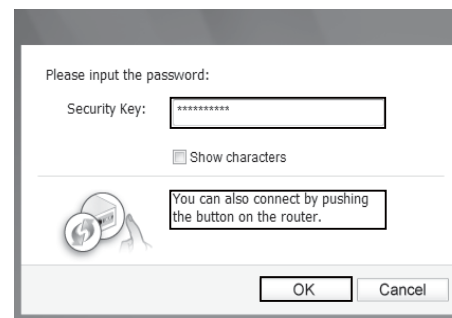 Please input the password:
Security Key: **********
Show characters
You can also connect by pushing
the button on the router.
OK Cancel